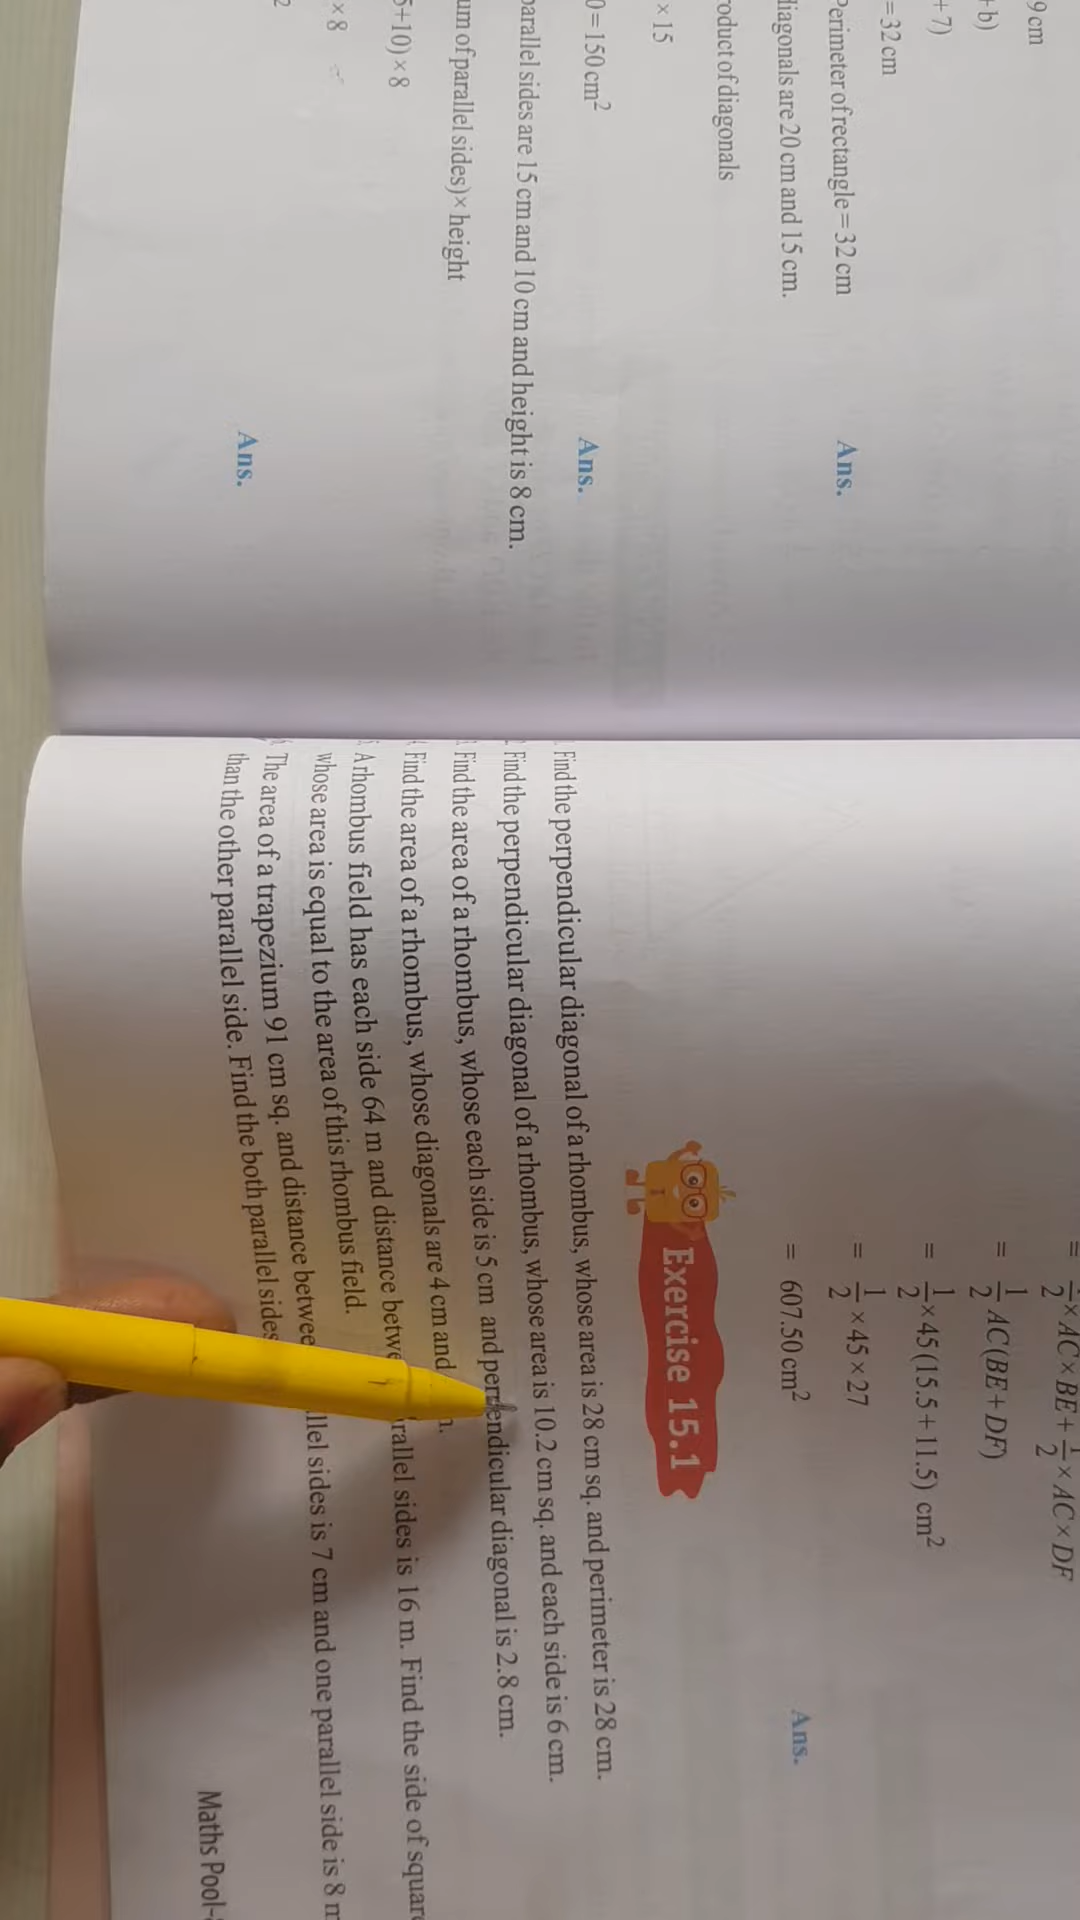 9 cm
+ b)
+ 7)
= 32 cm
Perimeter of rectangle = 32 cm
Ans.
diagonals are 20 cm and 15 cm.
roduct of diagonals
× 15
0 = 150 cm²
Ans.
parallel sides are 15 cm and 10 cm and height is 8 cm.
um of parallel sides) × height
5 + 10) × 8
× 8
2
Ans.
= 1/2 × AC × BE + 1/2 × AC × DF
= 1/2 AC (BE + DF)
= 1/2 × 45 (15.5 + 11.5) cm²
= 1/2 × 45 × 27
= 607.50 cm²
Ans.
Exercise 15.1
Find the perpendicular diagonal of a rhombus, whose area is 28 cm sq. and perimeter is 28 cm.
Find the perpendicular diagonal of a rhombus, whose area is 10.2 cm sq. and each side is 6 cm.
Find the area of a rhombus, whose each side is 5 cm and perpendicular diagonal is 2.8 cm.
Find the area of a rhombus, whose diagonals are 4 cm and
A rhombus field has each side 64 m and distance betwe rallel sides is 16 m. Find the side of square
whose area is equal to the area of this rhombus field.
The area of a trapezium 91 cm sq. and distance betwee llel sides is 7 cm and one parallel side is 8
than the other parallel side. Find the both parallel sides
Maths Pool-